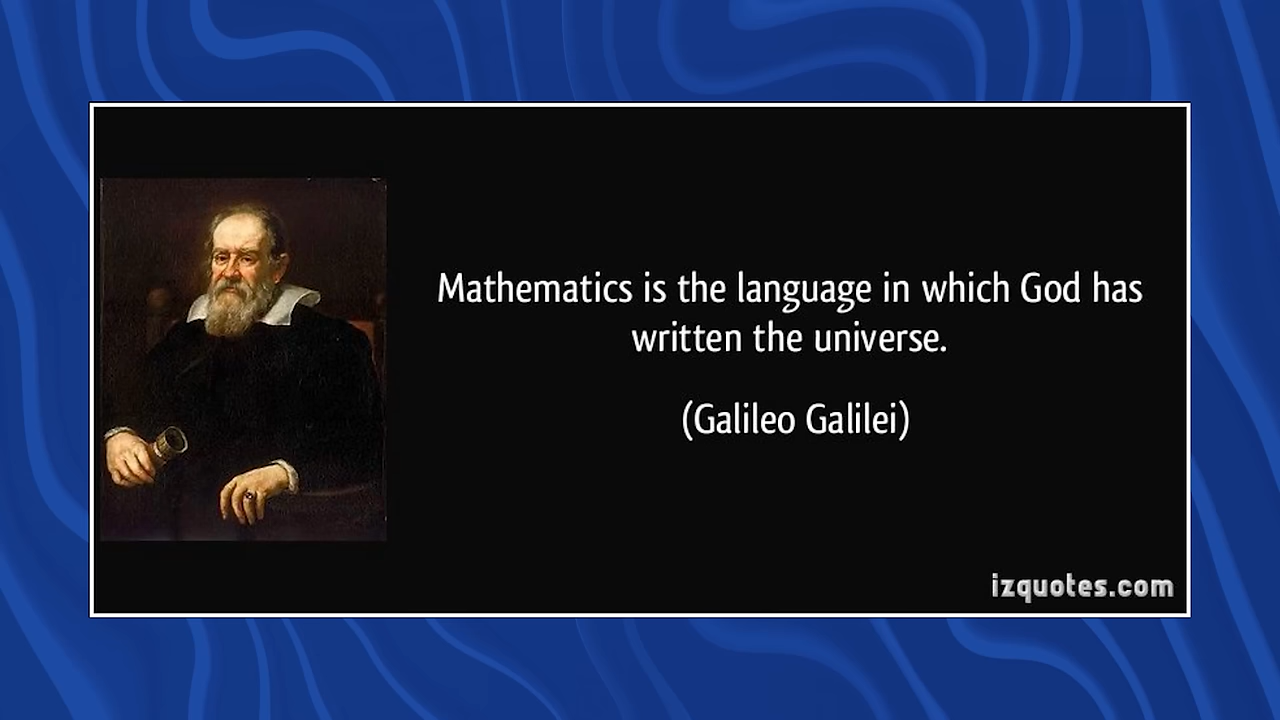 Mathematics is the language in which God has
written the universe.
(Galileo Galilei)
izquotes.com